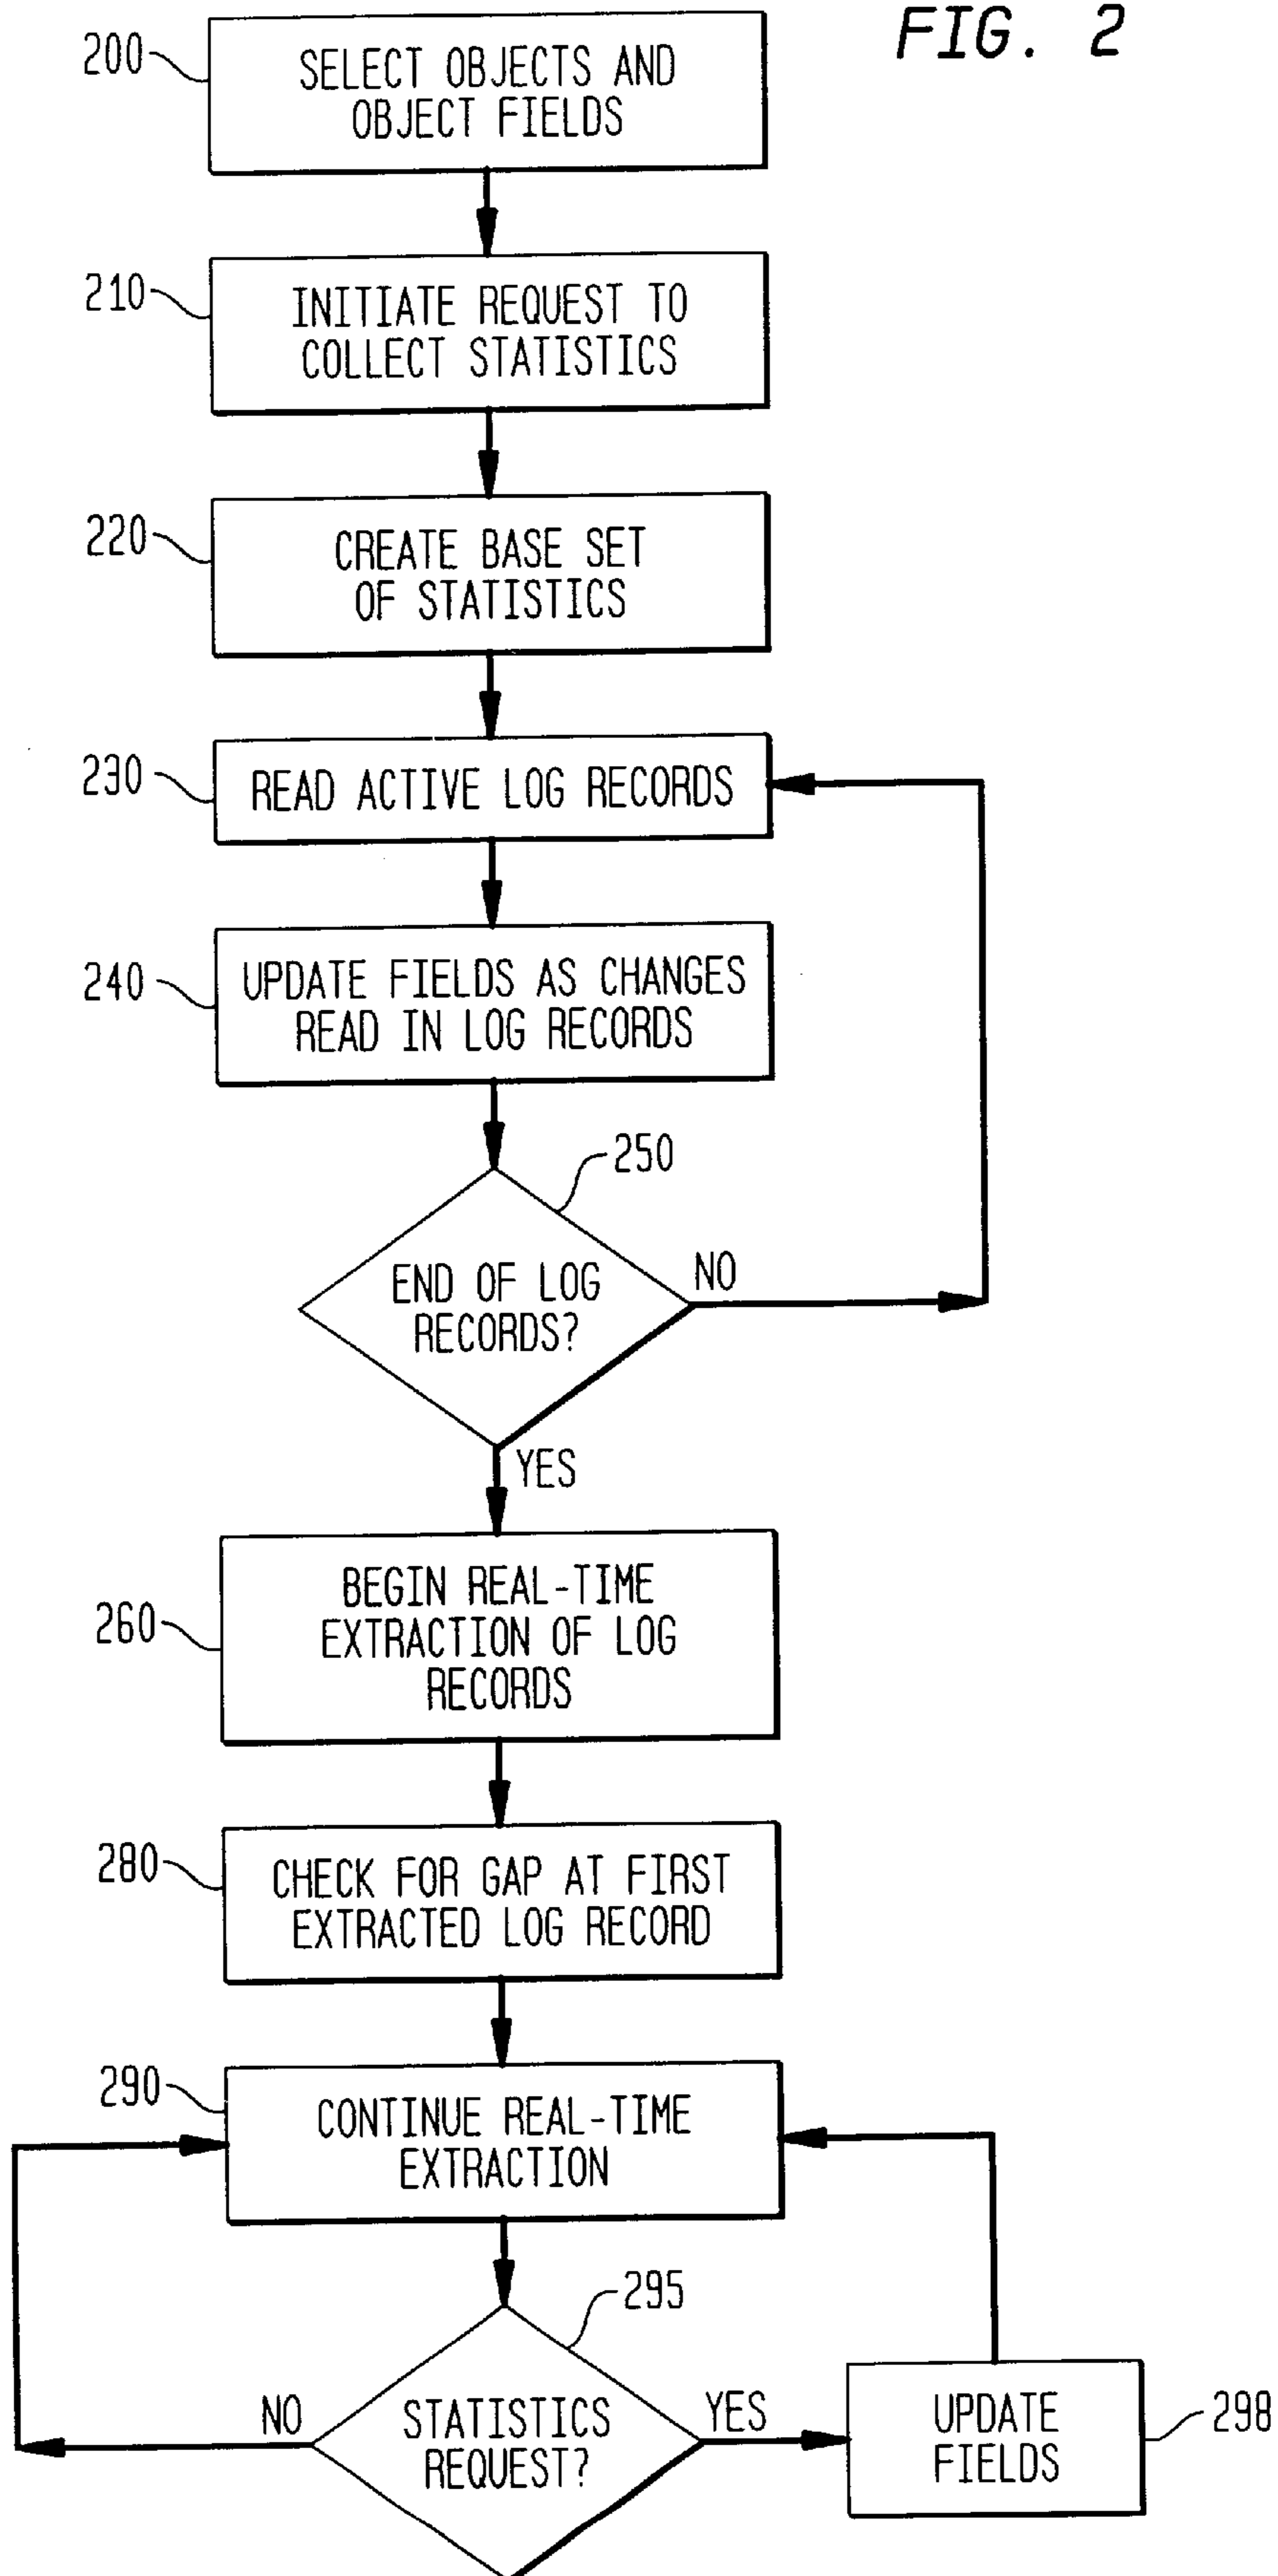 FIG. 2
200
SELECT OBJECTS AND
OBJECT FIELDS
210
INITIATE REQUEST TO
COLLECT STATISTICS
220
CREATE BASE SET
OF STATISTICS
230
READ ACTIVE LOG RECORDS
240
UPDATE FIELDS AS CHANGES
READ IN LOG RECORDS
250
END OF LOG
RECORDS?
NO
YES
260
BEGIN REAL-TIME
EXTRACTION OF LOG
RECORDS
280
CHECK FOR GAP AT FIRST
EXTRACTED LOG RECORD
290
CONTINUE REAL-TIME
EXTRACTION
295
NO
STATISTICS
REQUEST?
YES
UPDATE
FIELDS
298